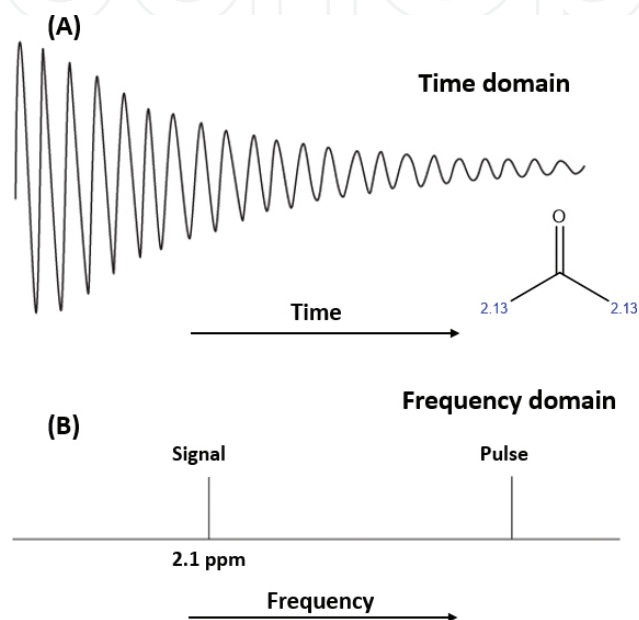 (A)
Time domain
O
2.13
2.13
Time
Frequency domain
(B)
Signal
Pulse
2.1 ppm
Frequency